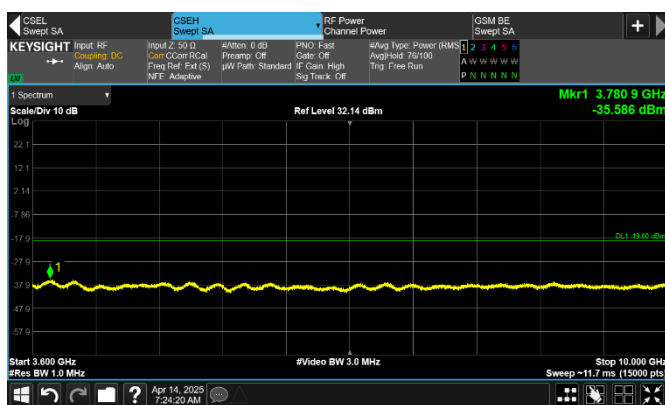 CSEL
Swept SA
CSEH
Swept SA
RF Power
Channel Power
GSM BE
Swept SA
+
KEYSIGHT
Input: RF
Coupling: DC
Align: Auto
Input Z: 50 Ω
Corr CCorr RCal
Freq Ref: Ext (S)
NFE: Adaptive
#Atten: 0 dB
Preamp: Off
µW Path: Standard
PNO: Fast
Gate: Off
IF Gain: High
Sig Track: Off
#Avg Type: Power (RMS
Avg|Hold: 76/100
Trig: Free Run
1 2 3 4 5 6
A W W W W W
P N N N N N
1 Spectrum
Scale/Div 10 dB
Ref Level 32.14 dBm
Mkr1 3.780 9 GHz
-35.586 dBm
Log
22.1
12.1
2.14
-7.86
-17.9
DL1 -19.00 dBm
-27.9
1
-37.9
-47.9
-57.9
Start 3.600 GHz
#Video BW 3.0 MHz
Stop 10.000 GHz
#Res BW 1.0 MHz
Sweep ~11.7 ms (15000 pts)
?
Apr 14, 2025
7:24:20 AM